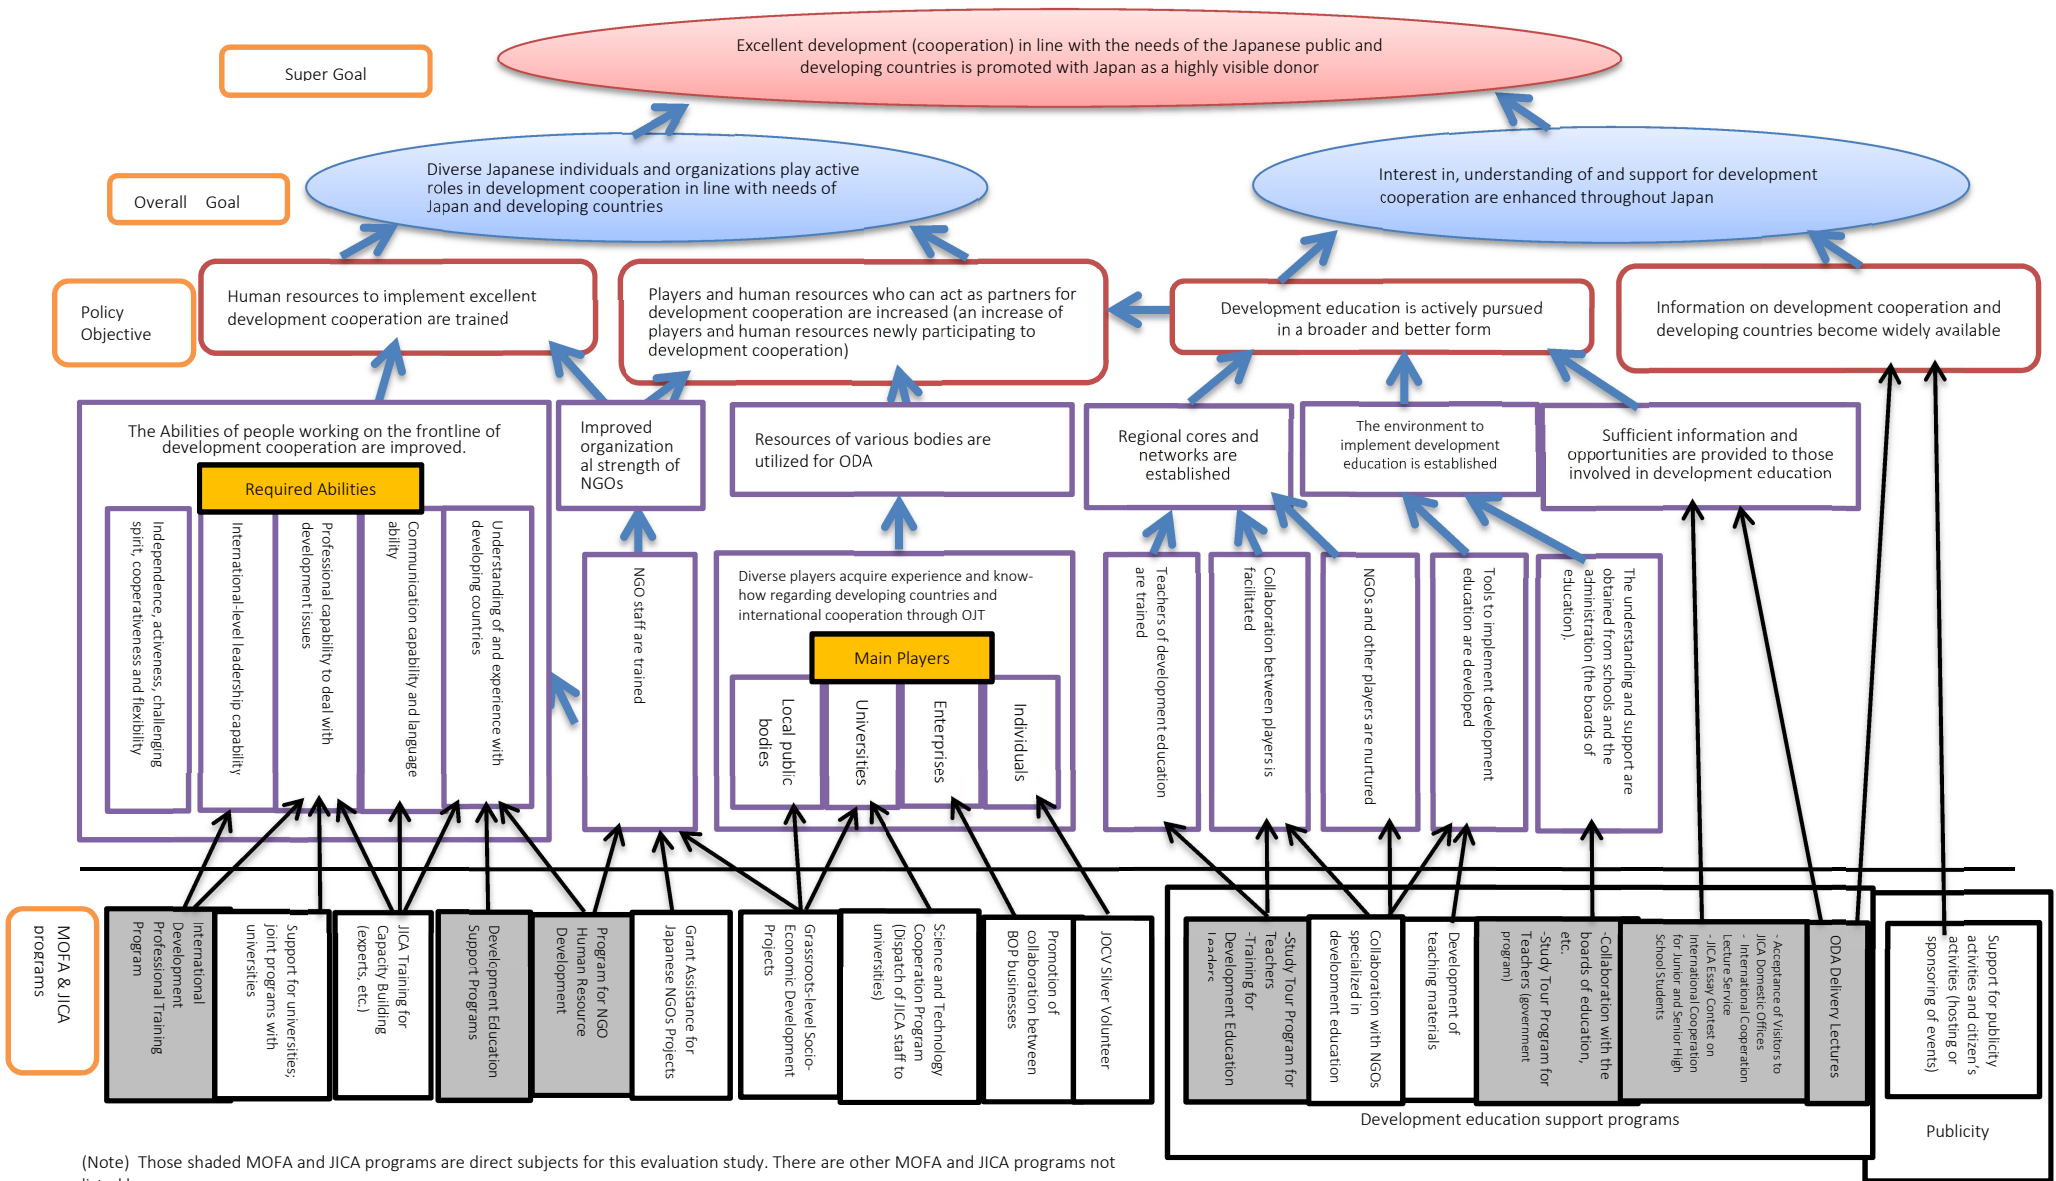 Super Goal
Excellent development (cooperation) in line with the needs of the Japanese public and
developing countries is promoted with Japan as a highly visible donor
Overall Goal
Diverse Japanese individuals and organizations play active
roles in development cooperation in line with needs of
Japan and developing countries
Interest in, understanding of and support for development
cooperation are enhanced throughout Japan
Policy
Objective
Human resources to implement excellent
development cooperation are trained
Players and human resources who can act as partners for
development cooperation are increased (an increase of
players and human resources newly participating to
development cooperation)
Development education is actively pursued
in a broader and better form
Information on development cooperation and
developing countries become widely available
The Abilities of people working on the frontline of
development cooperation are improved.
Required Abilities
Independence, activeness, challenging
spirit, cooperativeness and flexibility
International-level leadership capability
Professional capability to deal with
development issues
Communication capability and language
ability
Understanding of and experience with
developing countries
Improved
organization
al strength of
NGOs
NGO staff are trained
Resources of various bodies are
utilized for ODA
Diverse players acquire experience and know-
how regarding developing countries and
international cooperation through OJT
Main Players
Local public
bodies
Universities
Enterprises
Individuals
Regional cores and
networks are
established
The environment to
implement development
education is established
Sufficient information and
opportunities are provided to those
involved in development education
Teachers of development education
are trained
Collaboration between players is
facilitated
NGOs and other players are nurtured
Tools to implement development
education are developed
The understanding and support are
obtained from schools and the
administration (the boards of
education).
MOFA & JICA
programs
International
Development
Professional Training
Program
Support for universities;
joint programs with
universities
JICA Training for
Capacity Building
(experts, etc.)
Development Education
Support Programs
Program for NGO
Human Resource
Development
Grant Assistance for
Japanese NGOs Projects
Grassroots-level Socio-
Economic Development
Projects
Science and Technology
Cooperation Program
(Dispatch of JICA staff to
universities)
Promotion of
collaboration between
BOP businesses
JOCV Silver Volunteer
-Study Tour Program for
Teachers
-Training for
Development Education
Leaders
Collaboration with NGOs
specialized in
development education
Development of
teaching materials
-Collaboration with the
boards of education,
etc.
-Study Tour Program for
Teachers (government
program)
- Acceptance of Visitors to
JICA Domestic Offices
- International Cooperation
Lecture Service
- JICA Essay Contest on
International Cooperation
for Junior and Senior High
School Students
ODA Delivery Lectures
Support for publicity
activities and citizen's
activities (hosting or
sponsoring of events)
Development education support programs
Publicity
(Note) Those shaded MOFA and JICA programs are direct subjects for this evaluation study. There are other MOFA and JICA programs not